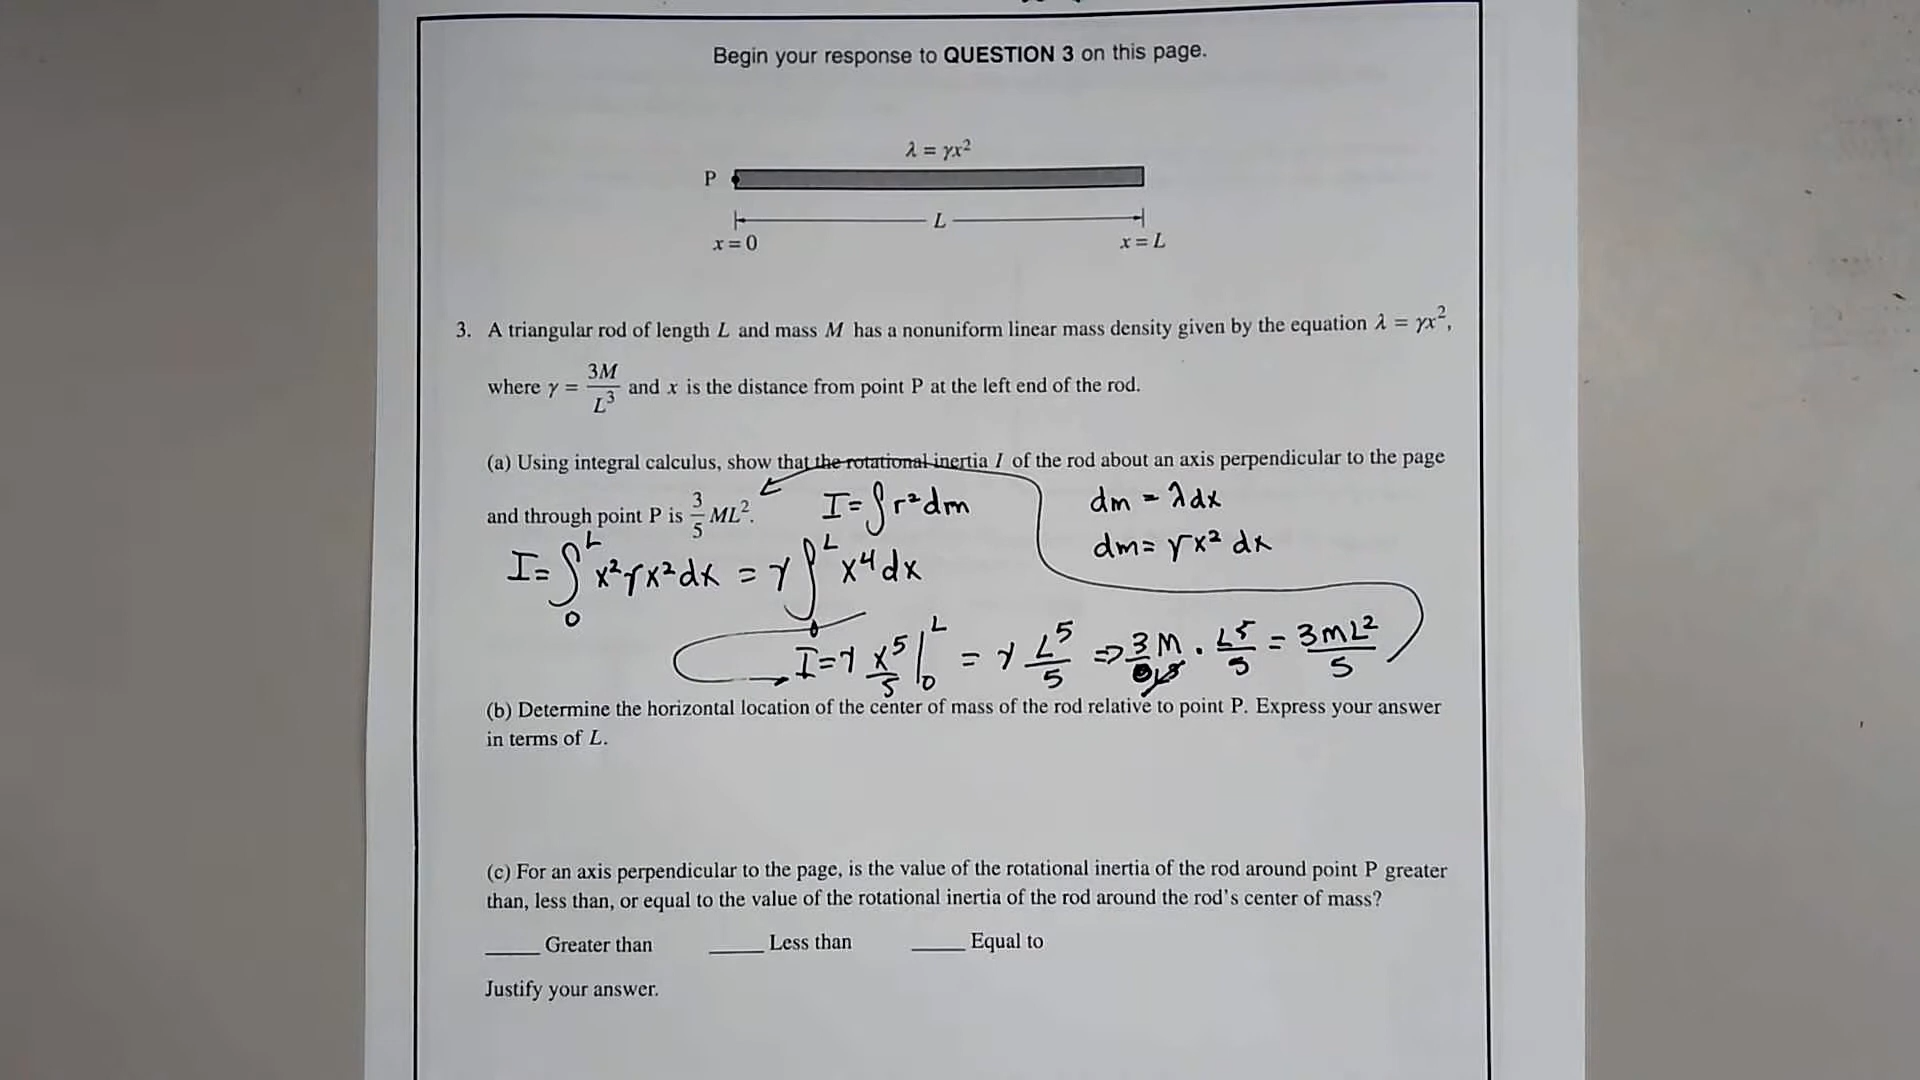 Begin your response to QUESTION 3 on this page.
λ = γx²
P
L
x = 0
x = L
3. A triangular rod of length L and mass M has a nonuniform linear mass density given by the equation λ = γx²,
where γ = 3M/L³ and x is the distance from point P at the left end of the rod.
(a) Using integral calculus, show that the rotational inertia I of the rod about an axis perpendicular to the page
and through point P is 3/5 ML².
I = ∫r²dm
dm = λdx
dm = γx² dx
I = ∫₀ᴸ x²γx²dx = γ∫₀ᴸ x⁴dx
I = γ x⁵/5 |₀ᴸ = γ L⁵/5 ⇒ 3M/L³ · L⁵/5 = 3mL²/5
(b) Determine the horizontal location of the center of mass of the rod relative to point P. Express your answer
in terms of L.
(c) For an axis perpendicular to the page, is the value of the rotational inertia of the rod around point P greater
than, less than, or equal to the value of the rotational inertia of the rod around the rod's center of mass?
_____ Greater than _____ Less than _____ Equal to
Justify your answer.